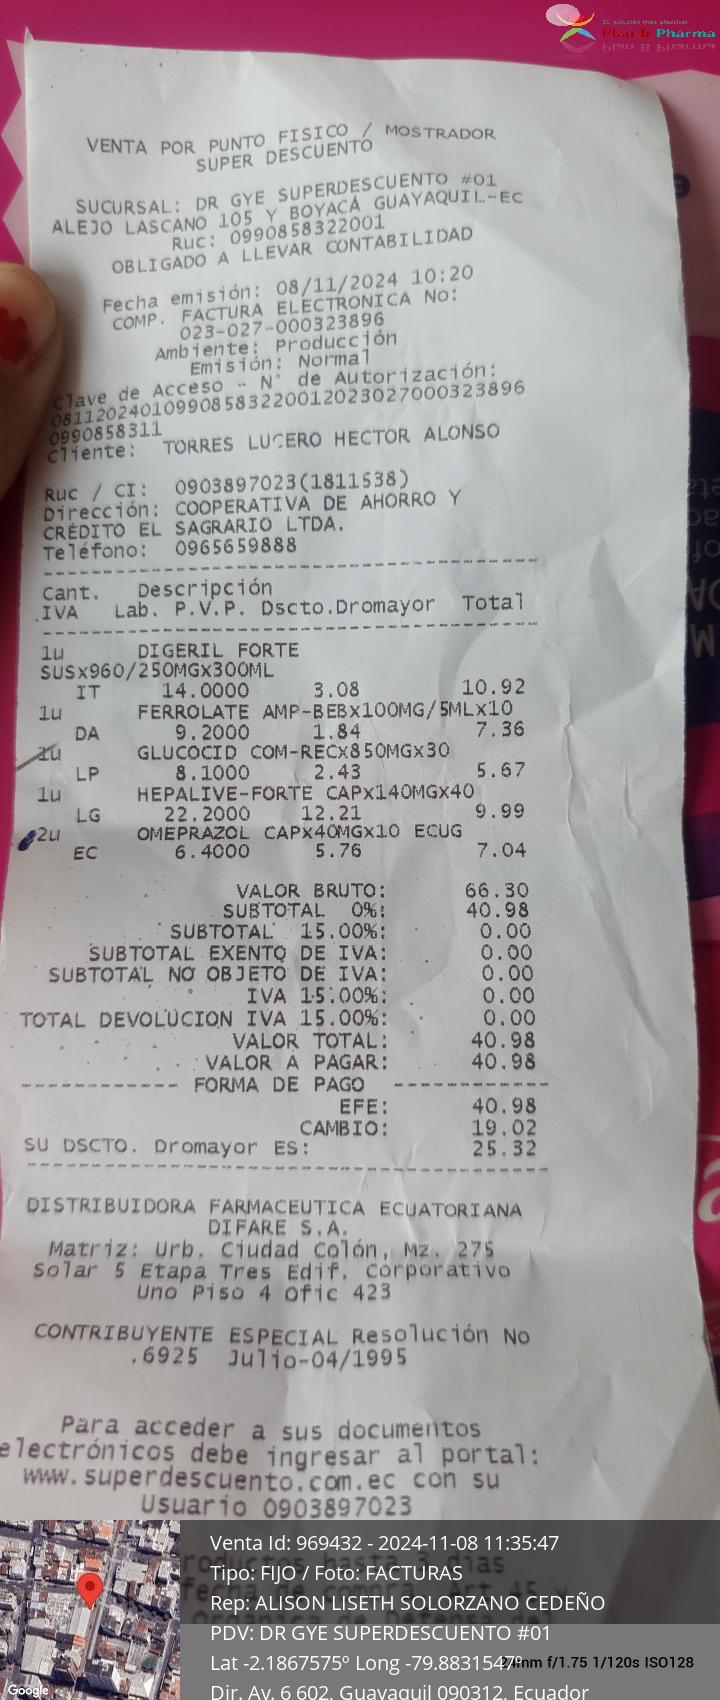 Su solución más efectiva!
Plan B Pharma
VENTA POR PUNTO FISICO / MOSTRADOR
SUPER DESCUENTO
SUCURSAL: DR GYE SUPERDESCUENTO #01
ALEJO LASCANO 105 Y BOYACÁ GUAYAQUIL-EC
Ruc: 0990858322001
OBLIGADO A LLEVAR CONTABILIDAD
Fecha emisión: 08/11/2024 10:20
COMP. FACTURA ELECTRONICA No:
023-027-000323896
Ambiente: Producción
Emisión: Normal
Clave de Acceso - N° de Autorización:
081120240109908583220012023027000323896
0990858311
Cliente: TORRES LUCERO HECTOR ALONSO
Ruc / CI: 0903897023(1811538)
Dirección: COOPERATIVA DE AHORRO Y
CRÉDITO EL SAGRARIO LTDA.
Teléfono: 0965659888
Cant. Descripción
.IVA Lab. P.V.P. Dscto.Dromayor Total
1u DIGERIL FORTE
SUSx960/250MGx300ML
IT 14.0000 3.08 10.92
1u FERROLATE AMP-BEBx100MG/5MLx10
DA 9.2000 1.84 7.36
1u GLUCOCID COM-RECx850MGx30
LP 8.1000 2.43 5.67
1u HEPALIVE-FORTE CAPx140MGx40
LG 22.2000 12.21 9.99
2u OMEPRAZOL CAPx40MGx10 ECUG
EC 6.4000 5.76 7.04
VALOR BRUTO: 66.30
SUBTOTAL 0%: 40.98
SUBTOTAL 15.00%: 0.00
SUBTOTAL EXENTO DE IVA: 0.00
SUBTOTAL NO OBJETO DE IVA: 0.00
IVA 15.00%: 0.00
TOTAL DEVOLUCION IVA 15.00%: 0.00
VALOR TOTAL: 40.98
VALOR A PAGAR: 40.98
------------ FORMA DE PAGO ------------
EFE: 40.98
CAMBIO: 19.02
SU DSCTO. Dromayor ES: 25.32
DISTRIBUIDORA FARMACEUTICA ECUATORIANA
DIFARE S.A.
Matriz: Urb. Ciudad Colón, Mz. 275
Solar 5 Etapa Tres Edif. Corporativo
Uno Piso 4 Ofic 423
CONTRIBUYENTE ESPECIAL Resolución No
.6925 Julio-04/1995
Para acceder a sus documentos
electrónicos debe ingresar al portal:
www.superdescuento.com.ec con su
Usuario 0903897023
Venta Id: 969432 - 2024-11-08 11:35:47
Tipo: FIJO / Foto: FACTURAS
Rep: ALISON LISETH SOLORZANO CEDEÑO
PDV: DR GYE SUPERDESCUENTO #01
Lat -2.1867575º Long
24mm f/1.75 1/120s ISO128
Dir. Av. 6 602, Guayaquil 090312, Ecuador
Google